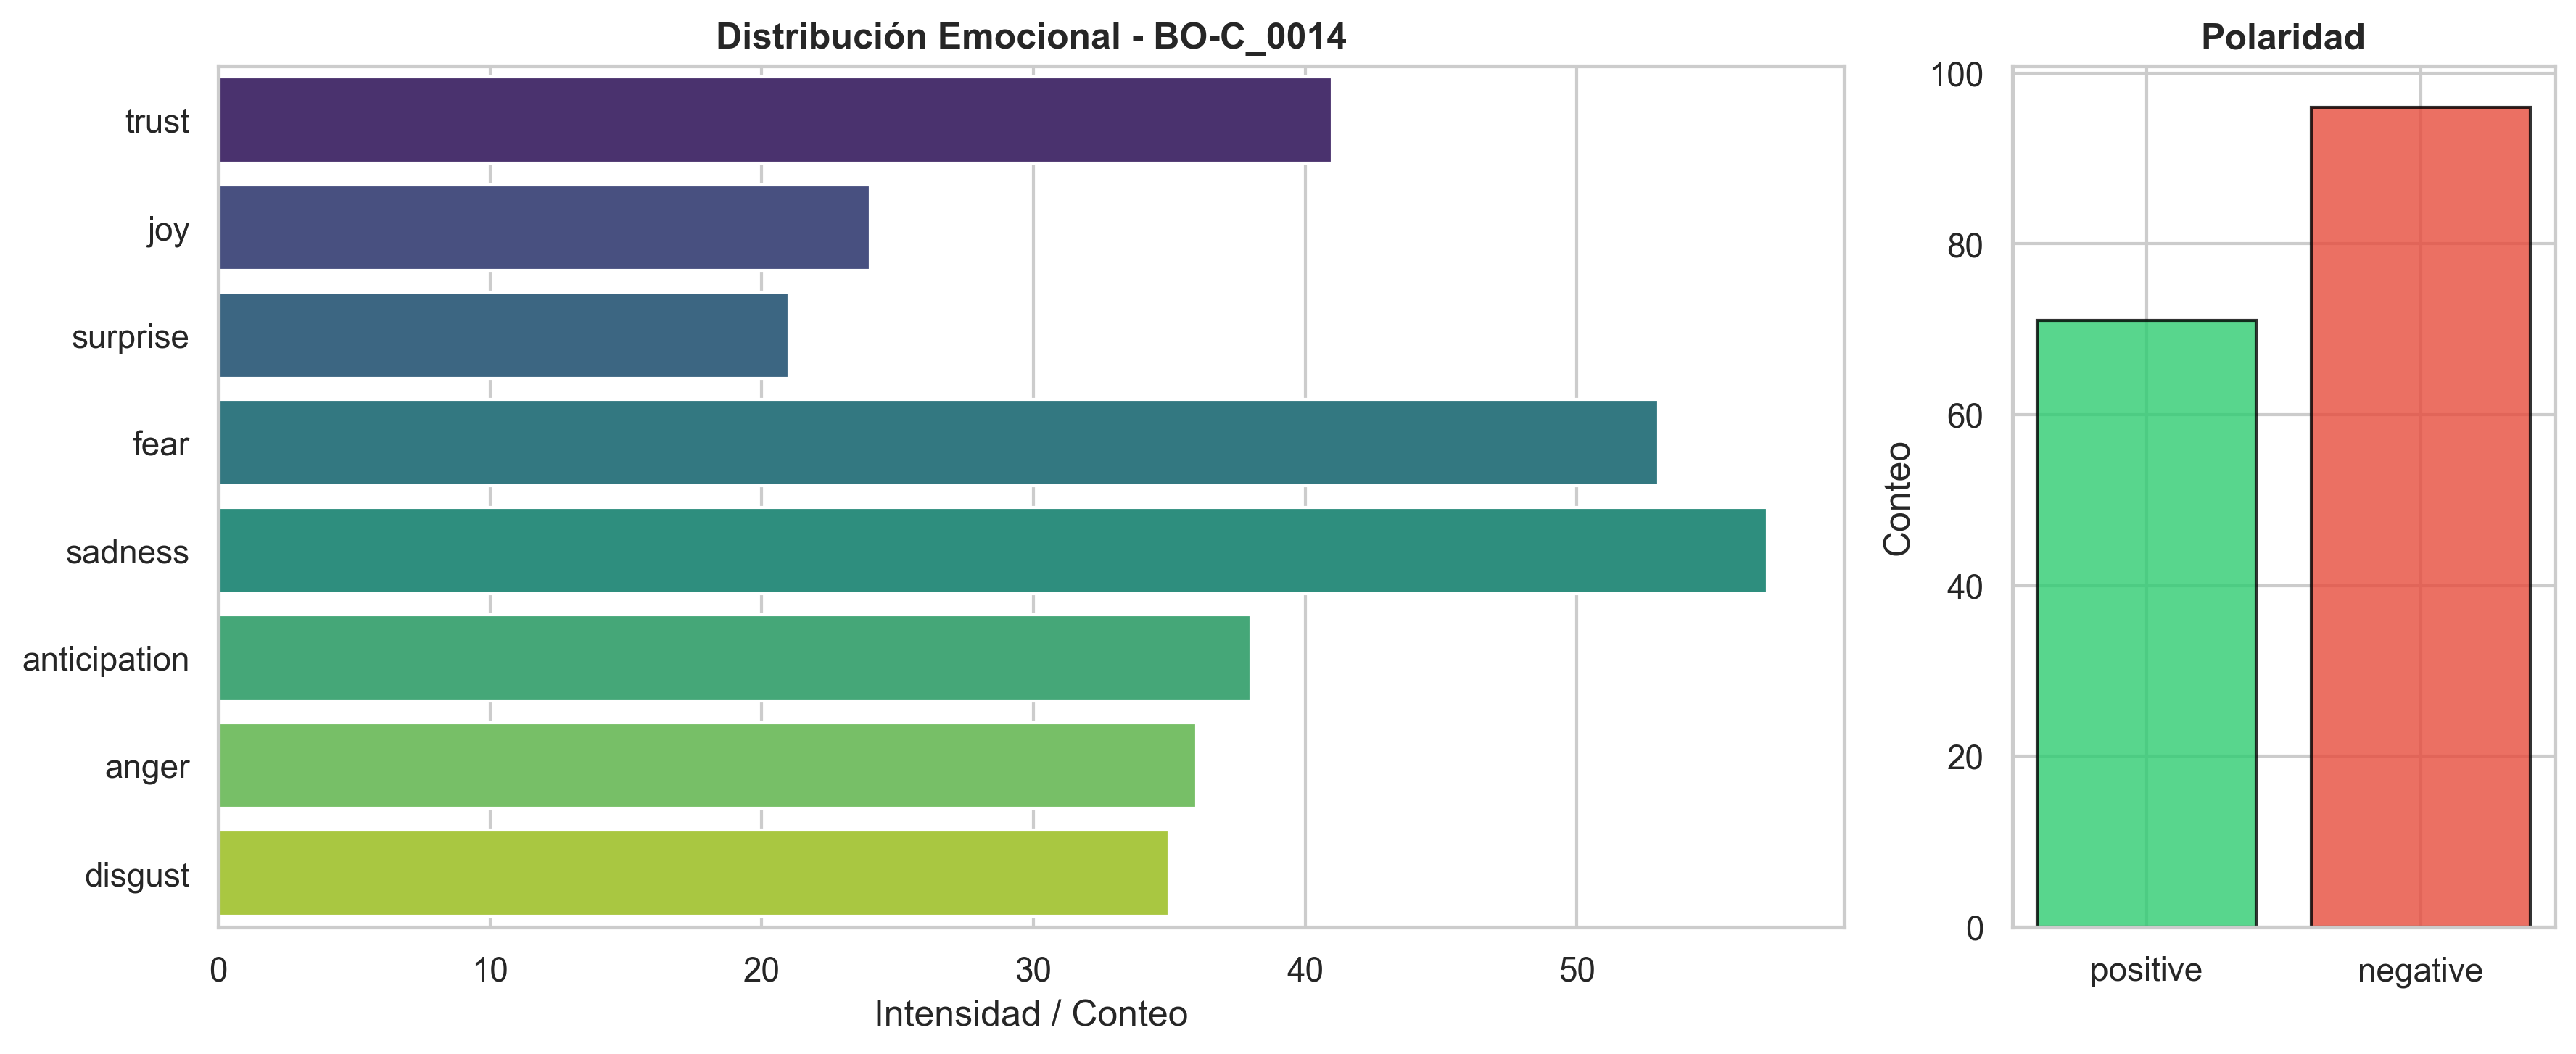 Distribución Emocional - BO-C_0014
trust
joy
surprise
fear
sadness
anticipation
anger
disgust
0 10 20 30 40 50
Intensidad / Conteo
Polaridad
100
80
60
40
20
0
Conteo
positive negative